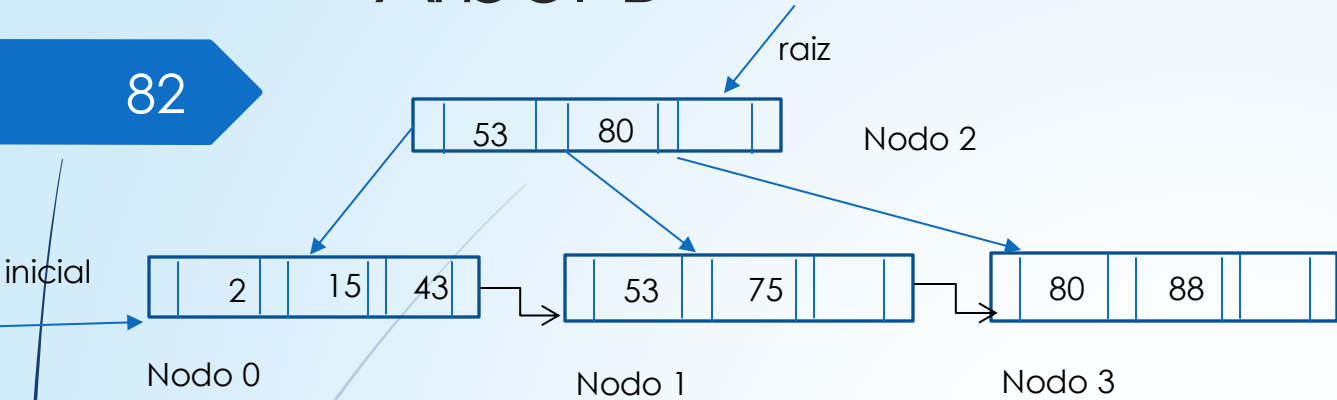 82
raiz
53 80
Nodo 2
inicial
2 15 43
53 75
80 88
Nodo 0
Nodo 1
Nodo 3